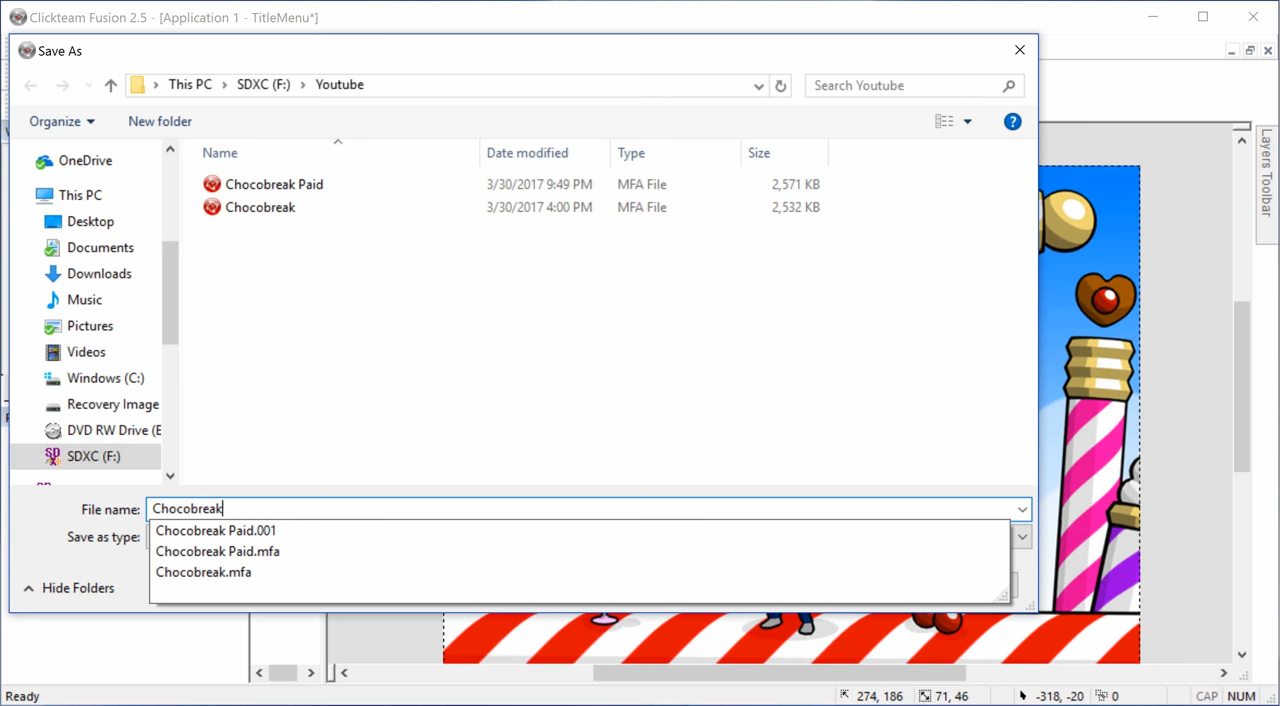 Clickteam Fusion 2.5 - [Application 1 - TitleMenu*]
Save As
This PC > SDXC (F:) > Youtube
Search Youtube
Organize
New folder
Name
Date modified
Type
Size
OneDrive
This PC
Desktop
Documents
Downloads
Music
Pictures
Videos
Windows (C:)
Recovery Image
DVD RW Drive (E
SDXC (F:)
Chocobreak Paid 3/30/2017 9:49 PM MFA File 2,571 KB
Chocobreak 3/30/2017 4:00 PM MFA File 2,532 KB
Layers Toolbar
File name: Chocobreak
Save as type:
Chocobreak Paid.001
Chocobreak Paid.mfa
Chocobreak.mfa
Hide Folders
Ready
274, 186
71, 46
-318, -20
0
CAP
NUM